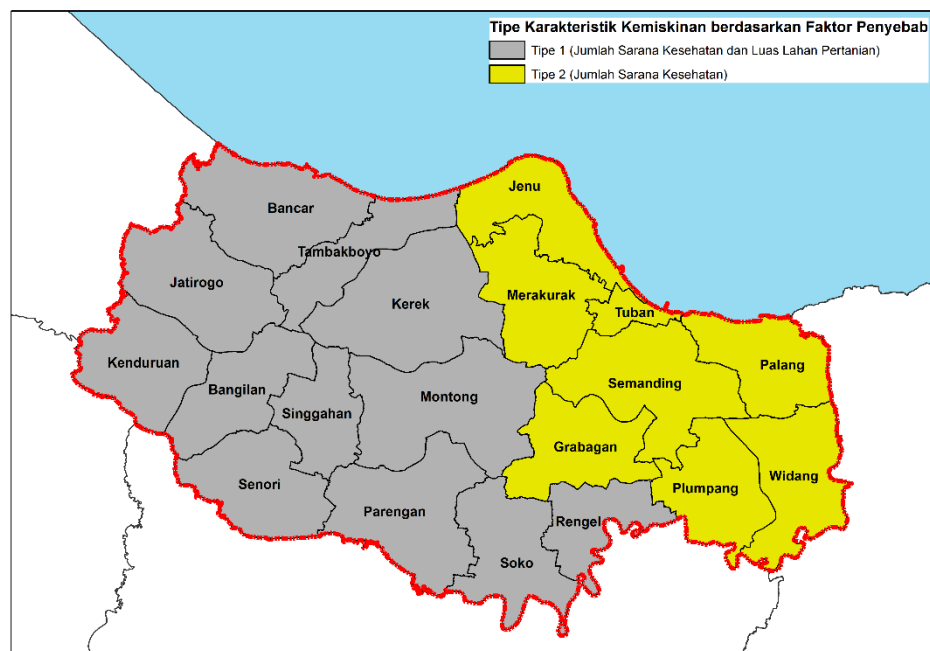 Tipe Karakteristik Kemiskinan berdasarkan Faktor Penyebab
Tipe 1 (Jumlah Sarana Kesehatan dan Luas Lahan Pertanian)
Tipe 2 (Jumlah Sarana Kesehatan)
Jenu
Bancar
Tambakboyo
Jatirogo
Kerek
Merakurak
Tuban
Kenduruan
Palang
Bangilan
Semanding
Singgahan
Montong
Grabagan
Widang
Senori
Plumpang
Parengan
Rengel
Soko